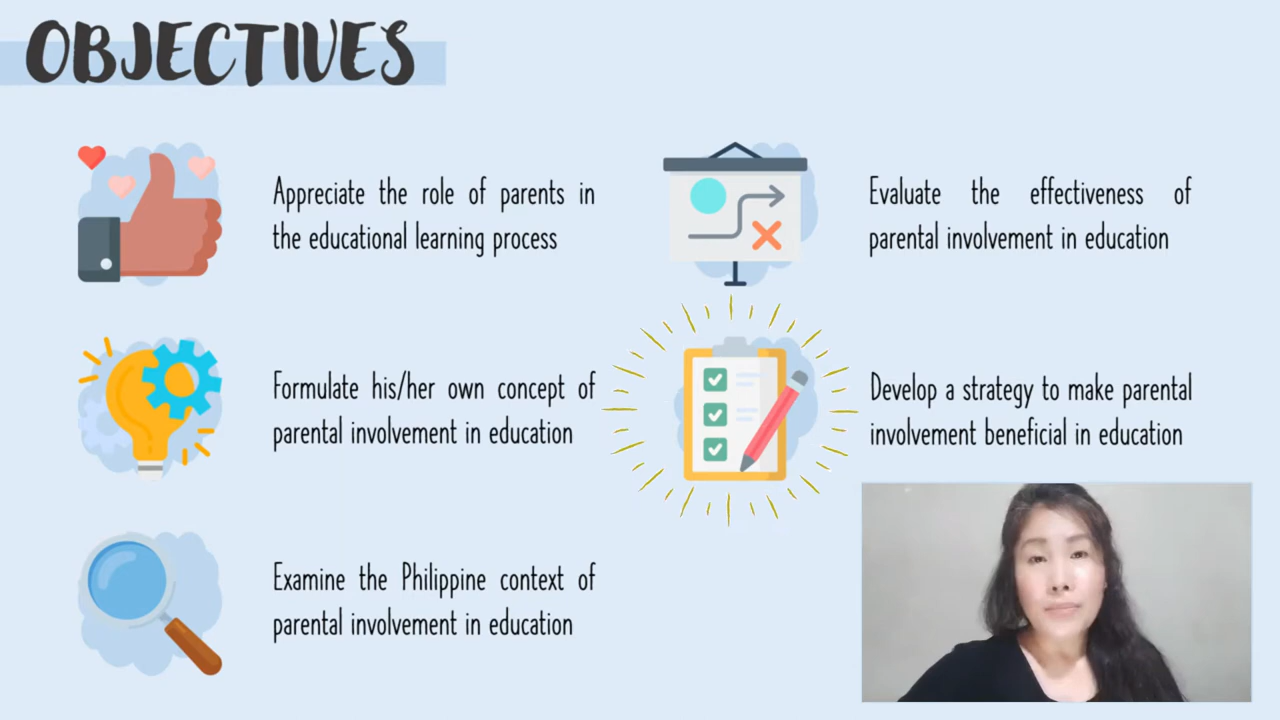 OBJECTIVES
Appreciate the role of parents in
the educational learning process
Formulate his/her own concept of
parental involvement in education
Examine the Philippine context of
parental involvement in education
Evaluate the effectiveness of
parental involvement in education
Develop a strategy to make parental
involvement beneficial in education